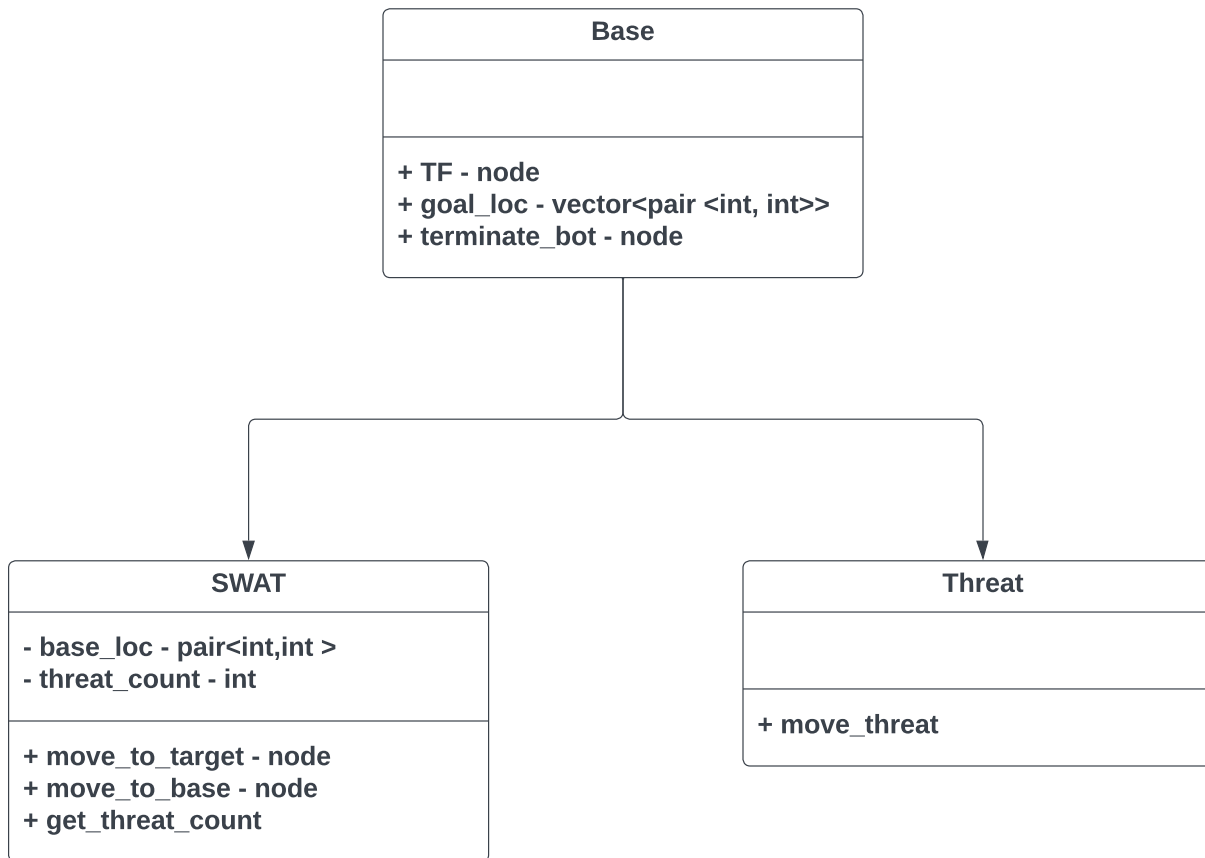 Base
+ TF - node
+ goal_loc - vector<pair <int, int>>
+ terminate_bot - node
SWAT
- base_loc - pair<int,int >
- threat_count - int
+ move_to_target - node
+ move_to_base - node
+ get_threat_count
Threat
+ move_threat